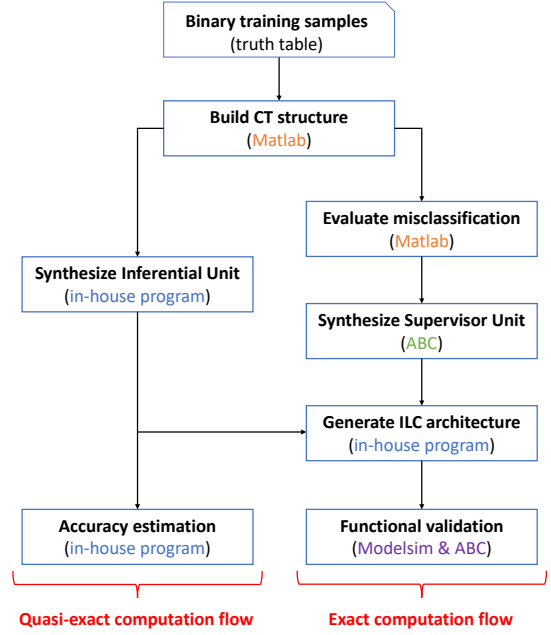 Binary training samples
(truth table)
Build CT structure
(Matlab)
Evaluate misclassification
(Matlab)
Synthesize Inferential Unit
(in-house program)
Synthesize Supervisor Unit
(ABC)
Generate ILC architecture
(in-house program)
Accuracy estimation
(in-house program)
Functional validation
(Modelsim & ABC)
Quasi-exact computation flow
Exact computation flow